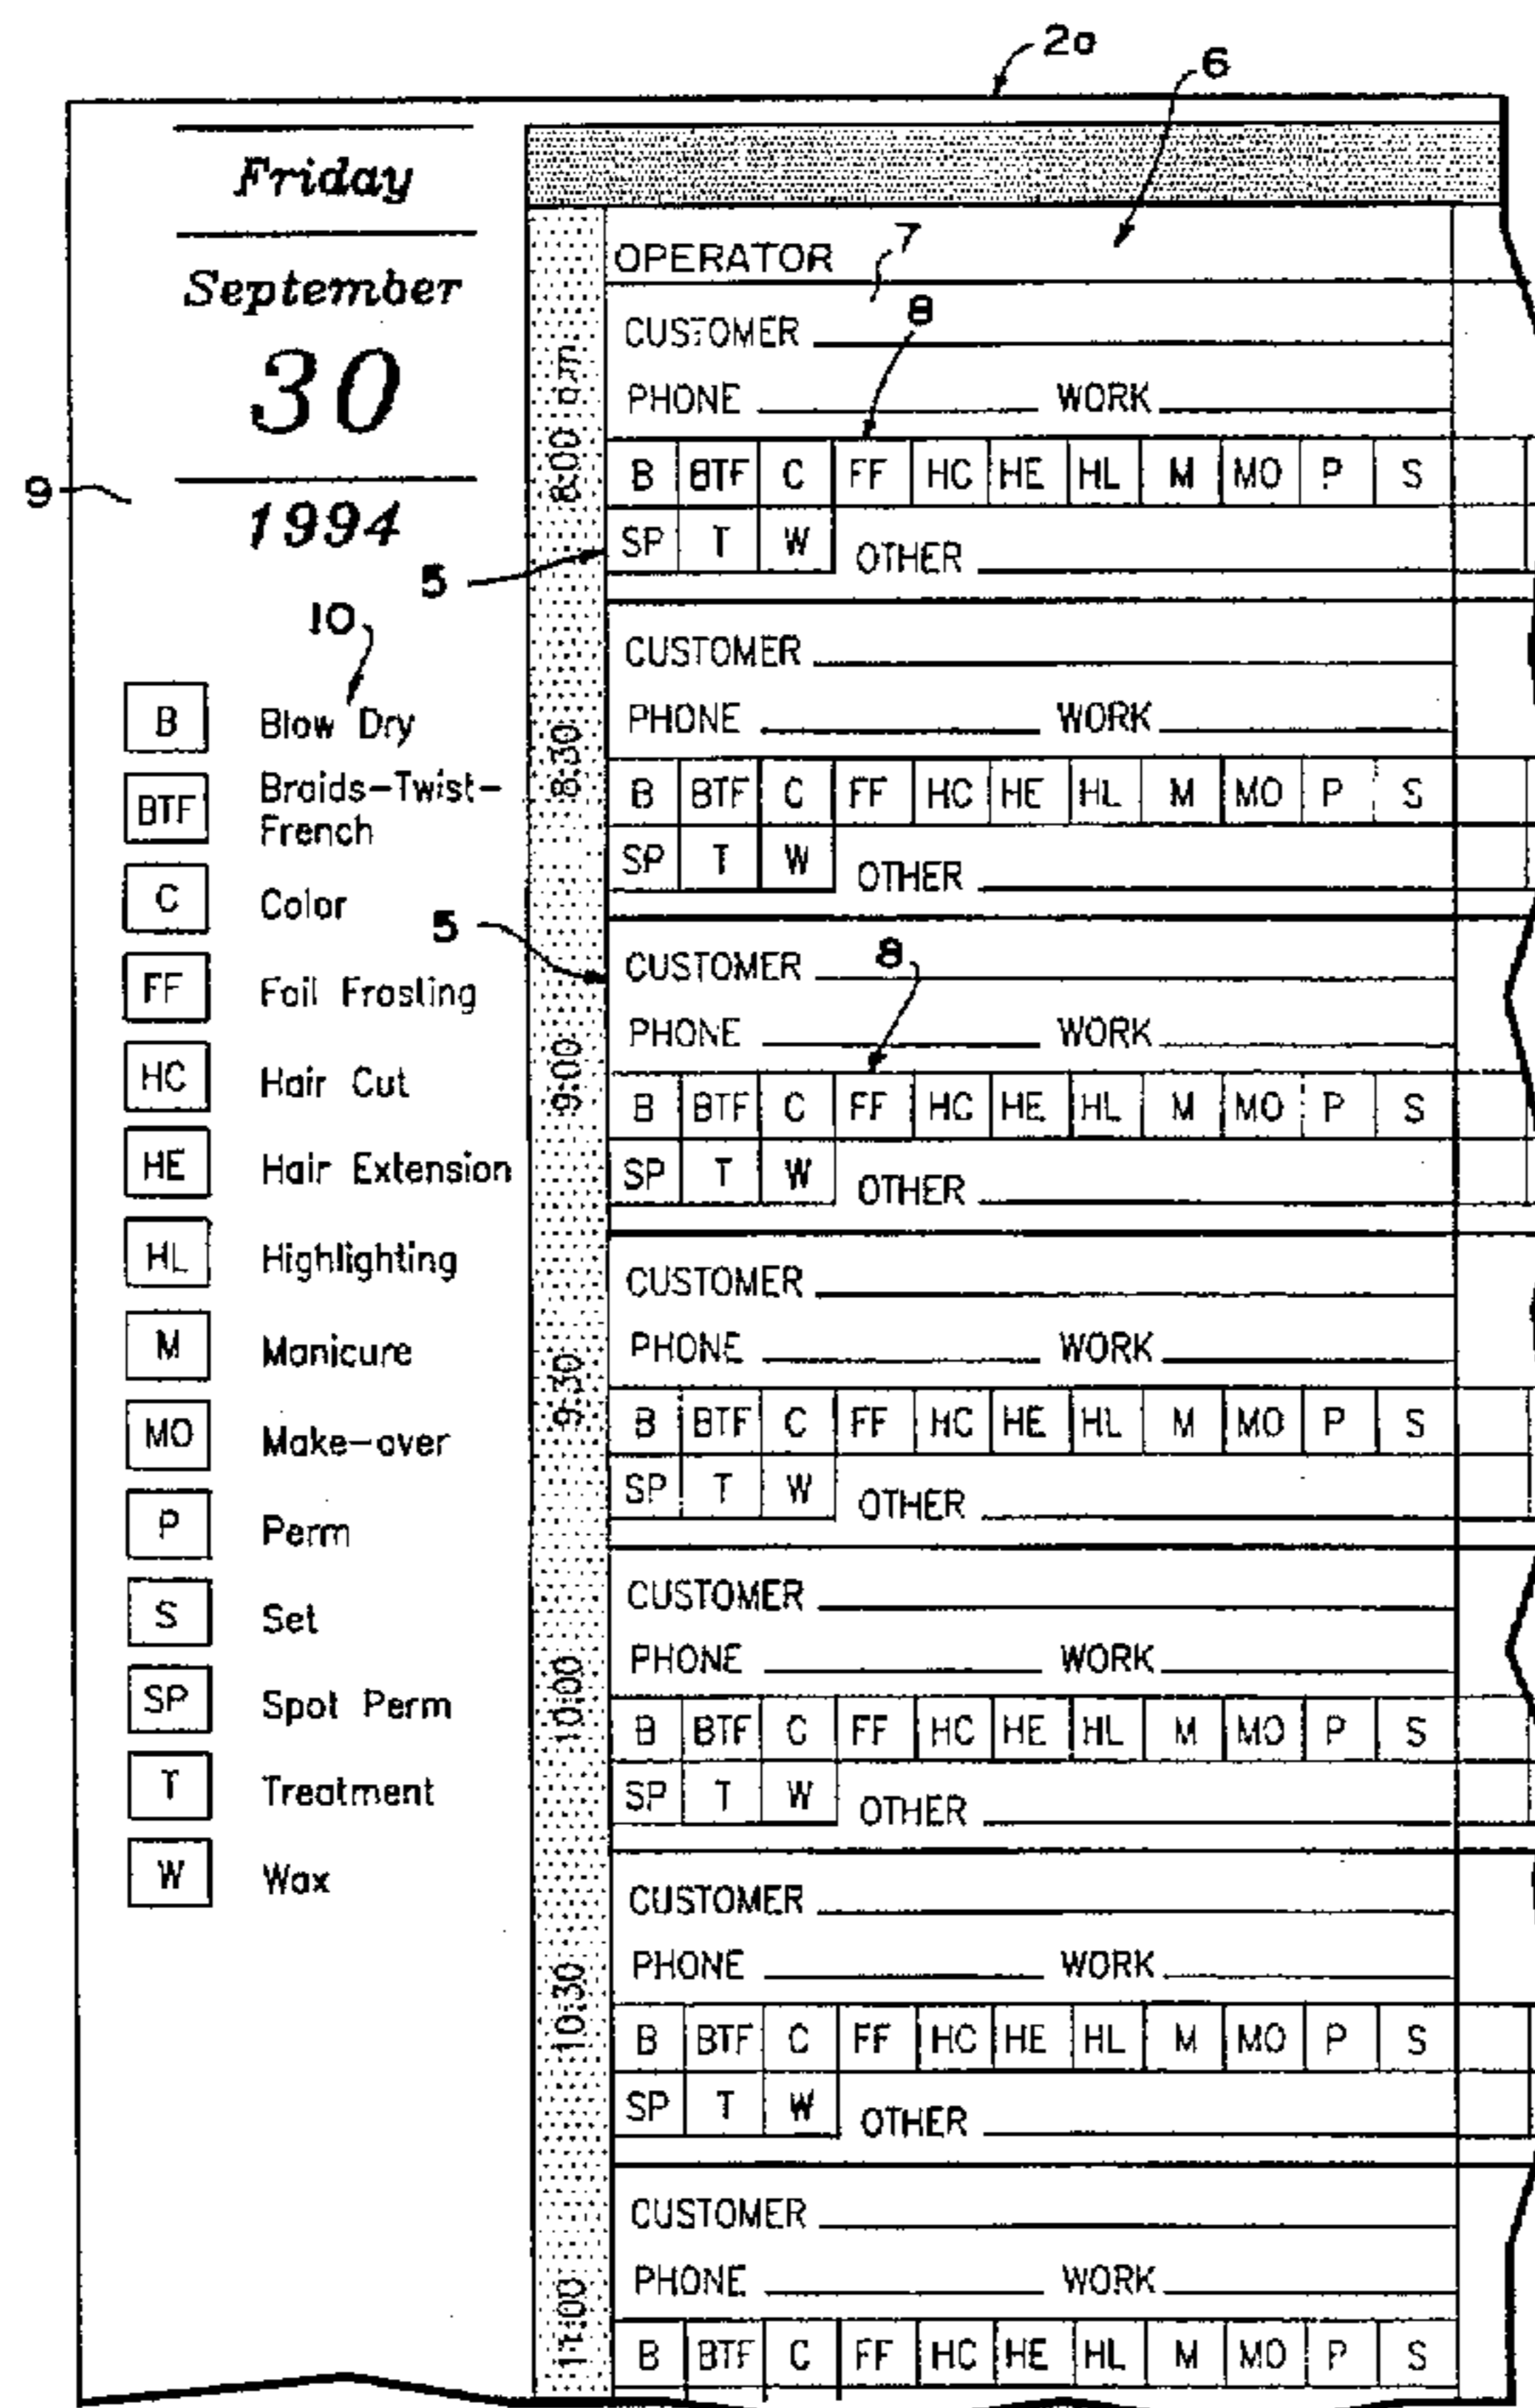 2a
6
Friday
September
30
1994
9
10
B Blow Dry
BTF Braids-Twist-
French
C Color
FF Foil Frosting
HC Hair Cut
HE Hair Extension
HL Highlighting
M Manicure
MO Make-over
P Perm
S Set
SP Spot Perm
T Treatment
W Wax
OPERATOR
7
8:00 am
CUSTOMER
8
PHONE WORK
B BTF C FF HC HE HL M MO P S
5
SP T W OTHER
8:30
CUSTOMER
PHONE WORK
B BTF C FF HC HE HL M MO P S
SP T W OTHER
9:00
5
CUSTOMER
8
PHONE WORK
B BTF C FF HC HE HL M MO P S
SP T W OTHER
9:30
CUSTOMER
PHONE WORK
B BTF C FF HC HE HL M MO P S
SP T W OTHER
10:00
CUSTOMER
PHONE WORK
B BTF C FF HC HE HL M MO P S
SP T W OTHER
10:30
CUSTOMER
PHONE WORK
B BTF C FF HC HE HL M MO P S
SP T W OTHER
11:00
CUSTOMER
PHONE WORK
B BTF C FF HC HE HL M MO P S